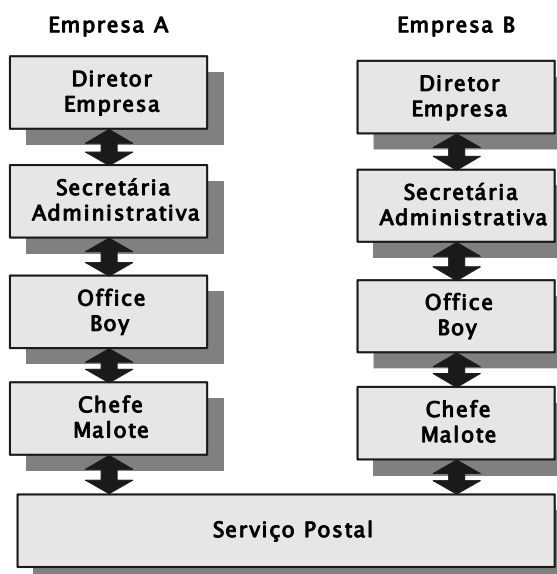 Empresa A
Empresa B
Diretor
Empresa
Diretor
Empresa
Secretária
Administrativa
Secretária
Administrativa
Office
Boy
Office
Boy
Chefe
Malote
Chefe
Malote
Serviço Postal